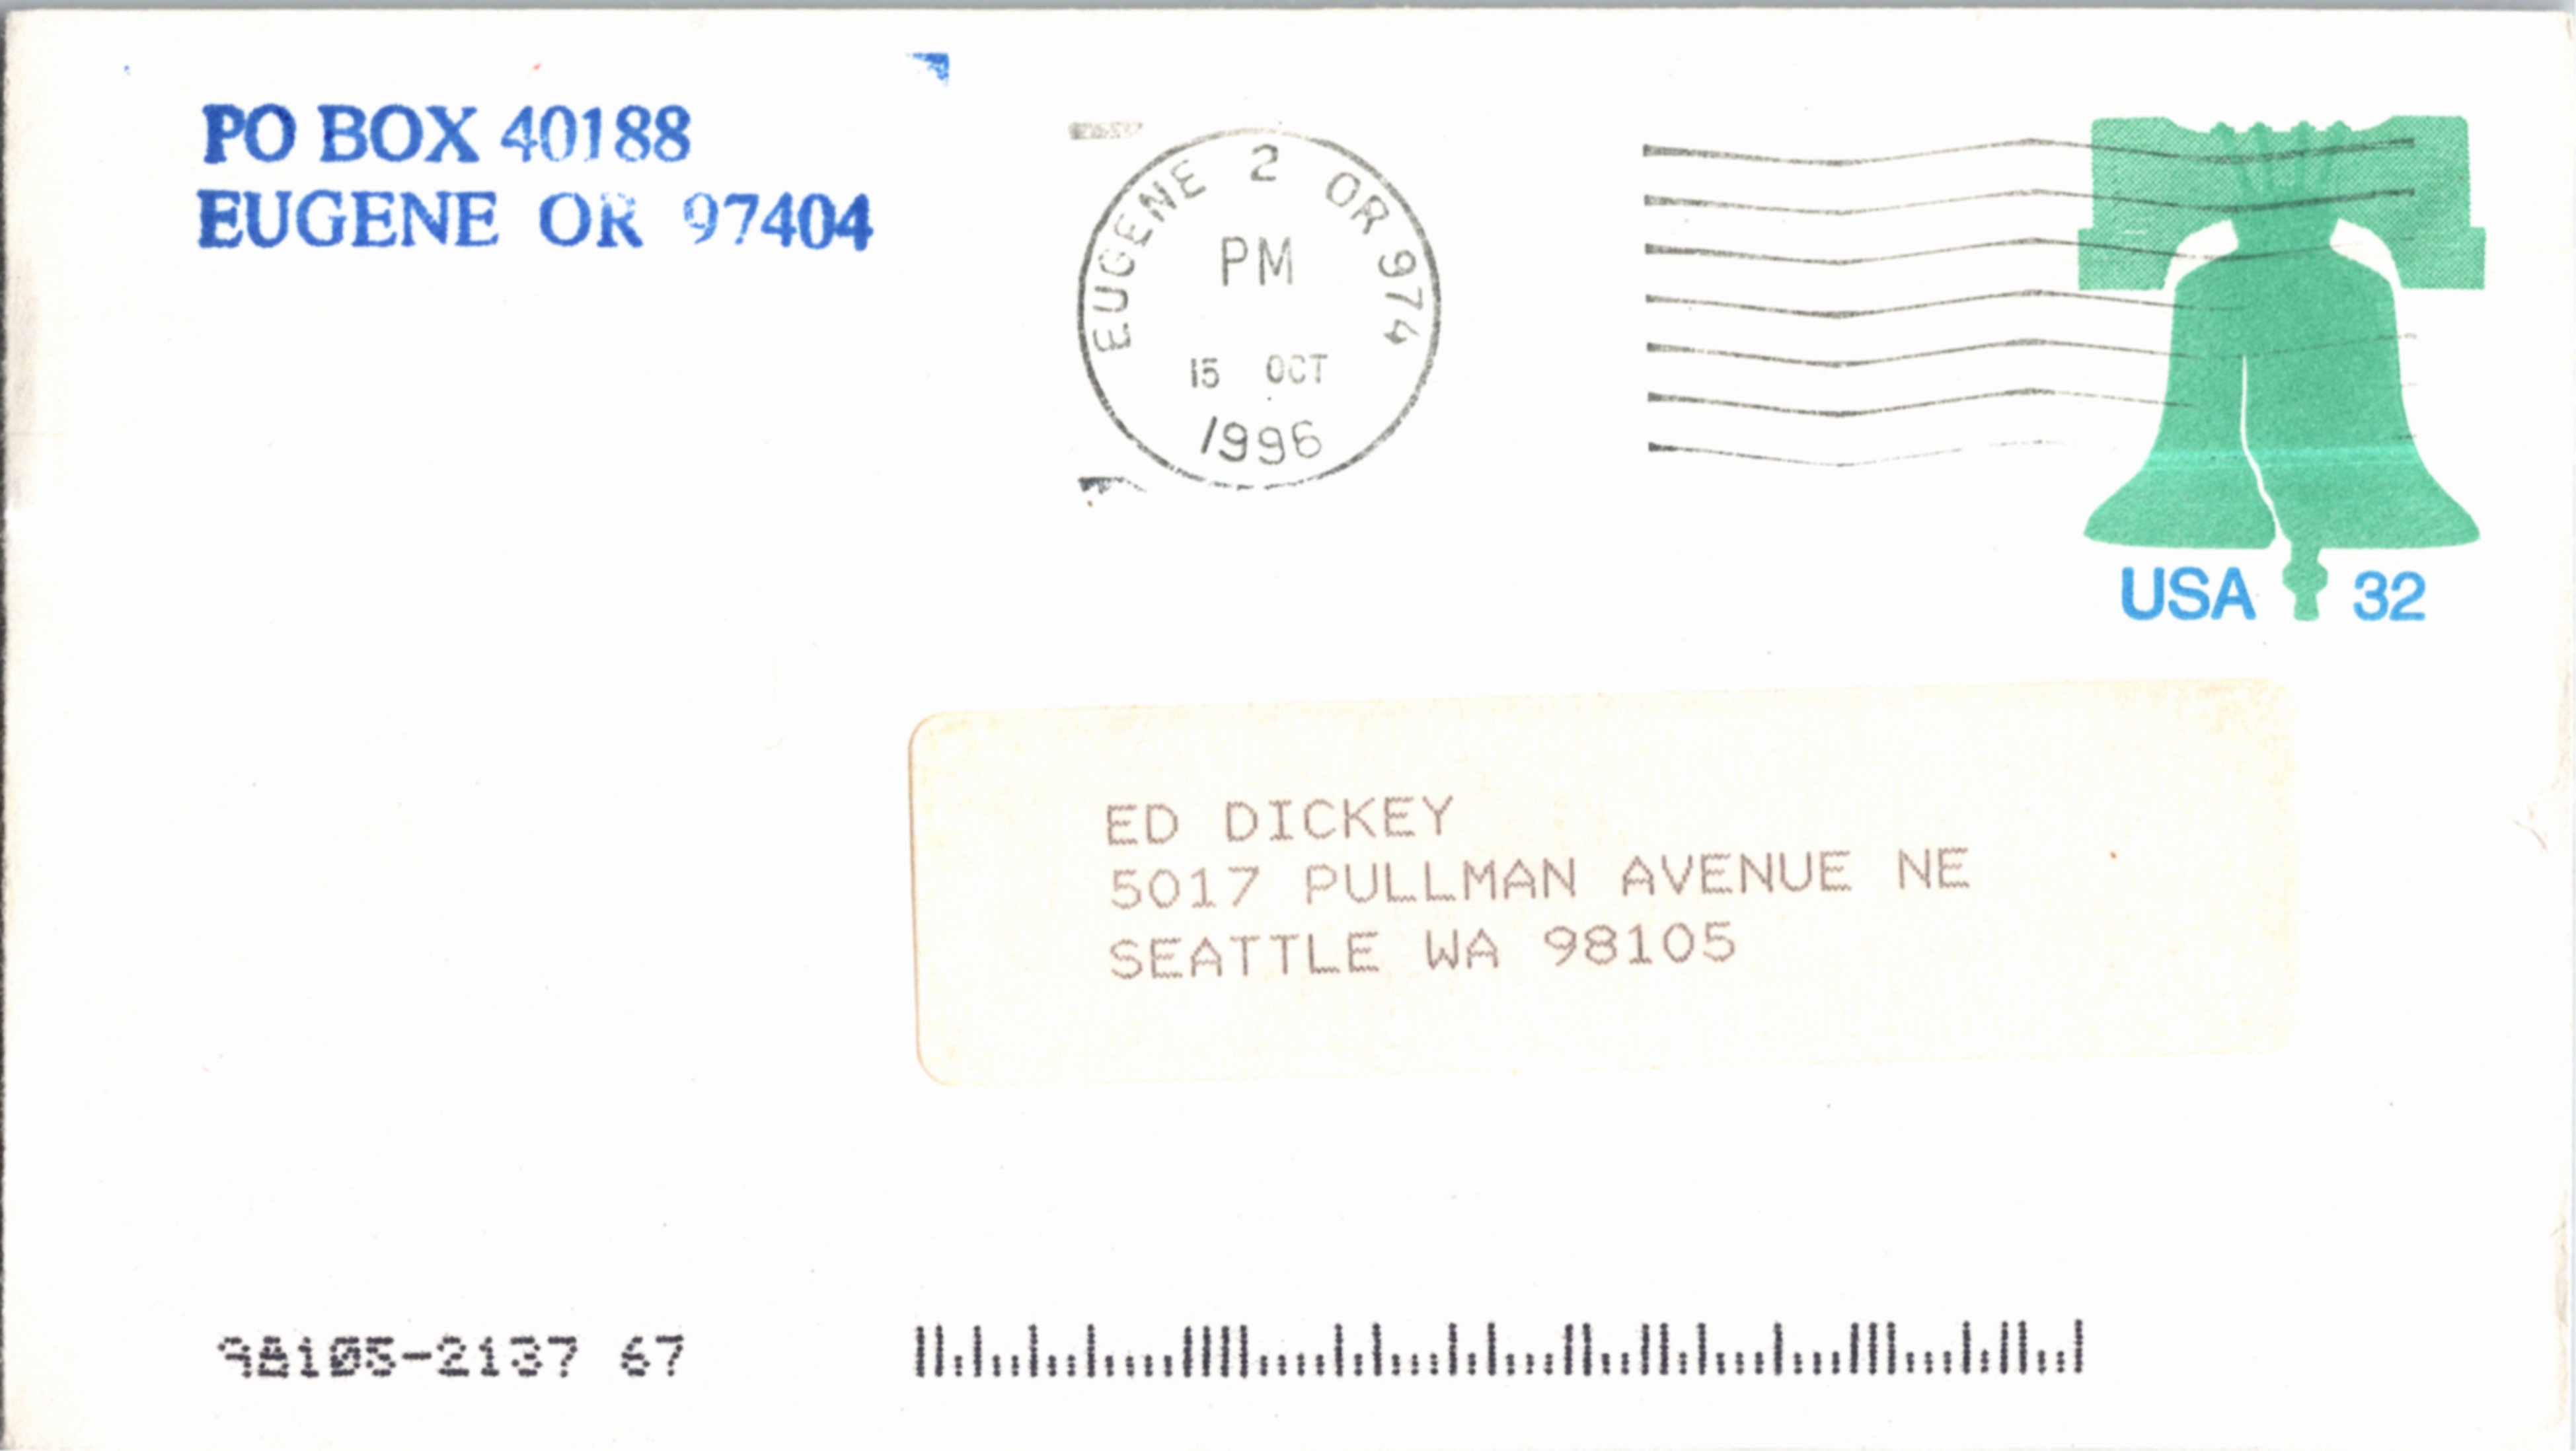 PO BOX 40188
EUGENE OR 97404
EUGENE 2 OR 974
PM
15 OCT
1996
USA 32
ED DICKEY
5017 PULLMAN AVENUE NE
SEATTLE WA 98105
98105-2137 67